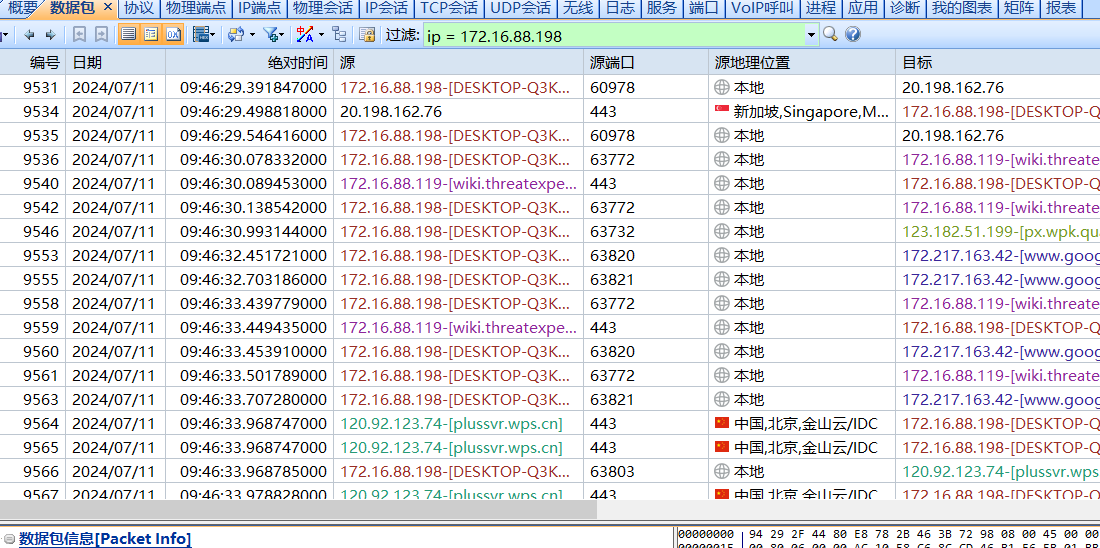 概要 数据包 × 协议 物理端点 IP端点 物理会话 IP会话 TCP会话 UDP会话 无线 日志 服务 端口 VoIP呼叫 进程 应用 诊断 我的图表 矩阵 报表
过滤: ip = 172.16.88.198
编号 日期 绝对时间 源 源端口 源地理位置 目标
9531 2024/07/11 09:46:29.391847000 172.16.88.198-[DESKTOP-Q3K... 60978 本地 20.198.162.76
9534 2024/07/11 09:46:29.498818000 20.198.162.76 443 新加坡,Singapore,M... 172.16.88.198-[DESKTOP-Q
9535 2024/07/11 09:46:29.546416000 172.16.88.198-[DESKTOP-Q3K... 60978 本地 20.198.162.76
9536 2024/07/11 09:46:30.078332000 172.16.88.198-[DESKTOP-Q3K... 63772 本地 172.16.88.119-[wiki.threate
9540 2024/07/11 09:46:30.089453000 172.16.88.119-[wiki.threatexpe... 443 本地 172.16.88.198-[DESKTOP-Q
9542 2024/07/11 09:46:30.138542000 172.16.88.198-[DESKTOP-Q3K... 63772 本地 172.16.88.119-[wiki.threate
9546 2024/07/11 09:46:30.993144000 172.16.88.198-[DESKTOP-Q3K... 63732 本地 123.182.51.199-[px.wpk.qu
9553 2024/07/11 09:46:32.451721000 172.16.88.198-[DESKTOP-Q3K... 63820 本地 172.217.163.42-[www.goog
9555 2024/07/11 09:46:32.703186000 172.16.88.198-[DESKTOP-Q3K... 63821 本地 172.217.163.42-[www.goog
9558 2024/07/11 09:46:33.439779000 172.16.88.198-[DESKTOP-Q3K... 63772 本地 172.16.88.119-[wiki.threate
9559 2024/07/11 09:46:33.449435000 172.16.88.119-[wiki.threatexpe... 443 本地 172.16.88.198-[DESKTOP-Q
9560 2024/07/11 09:46:33.453910000 172.16.88.198-[DESKTOP-Q3K... 63820 本地 172.217.163.42-[www.goog
9561 2024/07/11 09:46:33.501789000 172.16.88.198-[DESKTOP-Q3K... 63772 本地 172.16.88.119-[wiki.threate
9563 2024/07/11 09:46:33.707280000 172.16.88.198-[DESKTOP-Q3K... 63821 本地 172.217.163.42-[www.goog
9564 2024/07/11 09:46:33.968747000 120.92.123.74-[plussvr.wps.cn] 443 中国,北京,金山云/IDC 172.16.88.198-[DESKTOP-Q
9565 2024/07/11 09:46:33.968747000 120.92.123.74-[plussvr.wps.cn] 443 中国,北京,金山云/IDC 172.16.88.198-[DESKTOP-Q
9566 2024/07/11 09:46:33.968785000 172.16.88.198-[DESKTOP-Q3K... 63803 本地 120.92.123.74-[plussvr.wps
9567 2024/07/11 09:46:33.978828000 120.92.123.74-[plussvr.wps.cn] 443 中国,北京,金山云/IDC 172.16.88.198-[DESKTOP-Q
数据包信息[Packet Info] 00000000 94 29 2F 44 80 E8 78 2B 46 3B 72 98 08 00 45 00 00